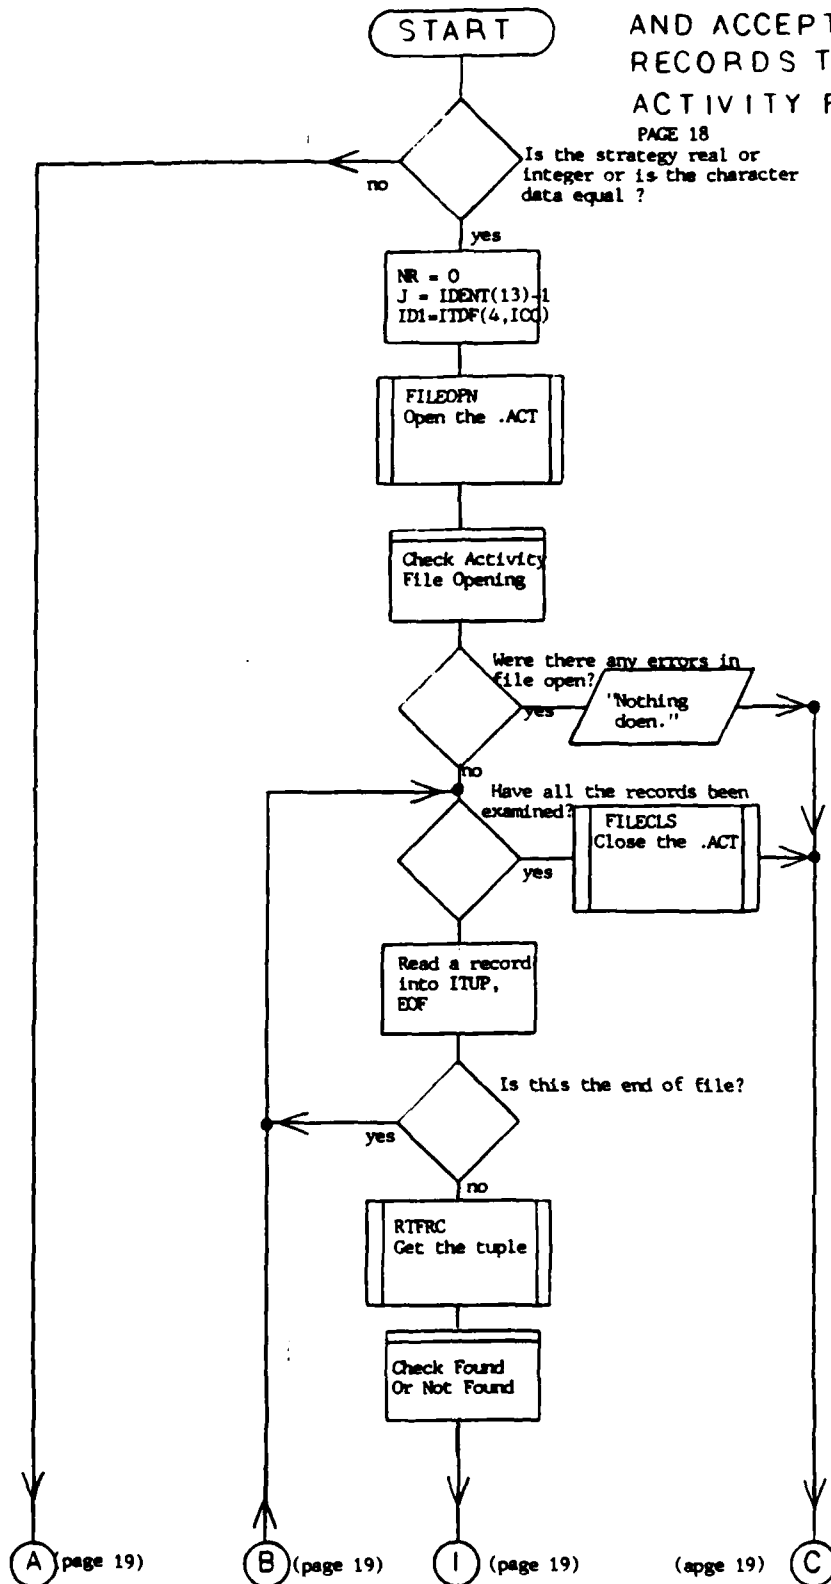 START
AND ACCEPT
RECORDS T
ACTIVITY F
PAGE 18
Is the strategy real or
integer or is the character
data equal ?
no
yes
NR = 0
J = IDENT(13)-1
ID1=ITDF(4,ICC)
FILEOPN
Open the .ACT
Check Activity
File Opening
Were there any errors in
file open?
yes
"Nothing
doen."
no
Have all the records been
examined?
yes
FILECLS
Close the .ACT
Read a record
into ITUP,
EOF
Is this the end of file?
yes
no
RTFRC
Get the tuple
Check Found
Or Not Found
A (page 19)
B (page 19)
1 (page 19)
(apge 19) C